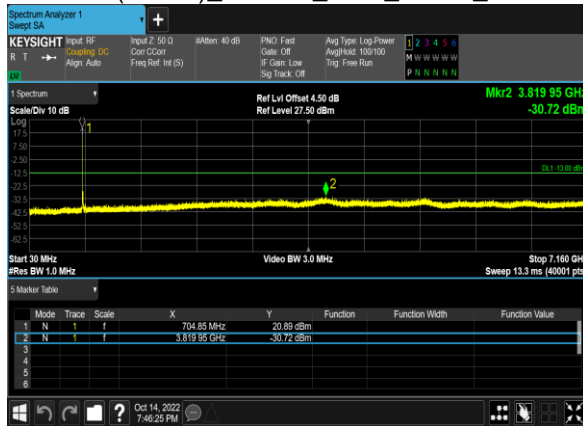 Spectrum Analyzer 1
Swept SA
+
KEYSIGHT Input: RF Input Z: 50 Ω #Atten: 40 dB PNO: Fast Avg Type: Log-Power 1 2 3 4 5 6
R T Coupling: DC Corr CCorr Gate: Off Avg|Hold: 100/100 M W W W W W
Align: Auto Freq Ref: Int (S) IF Gain: Low Trig: Free Run
Sig Track: Off P N N N N N
LXI
1 Spectrum Ref Lvl Offset 4.50 dB Mkr2 3.819 95 GHz
Scale/Div 10 dB Ref Level 27.50 dBm -30.72 dBm
Log
1
17.5
7.50
-2.50
-12.5 DL1 -13.00 dBm
-22.5
2
-32.5
-42.5
-52.5
-62.5
Start 30 MHz Video BW 3.0 MHz Stop 7.160 GHz
#Res BW 1.0 MHz Sweep 13.3 ms (40001 pts
5 Marker Table
Mode Trace Scale X Y Function Function Width Function Value
1 N 1 f 704.85 MHz 20.89 dBm
2 N 1 f 3.819 95 GHz -30.72 dBm
3
4
5
6
? Oct 14, 2022
7:46:25 PM